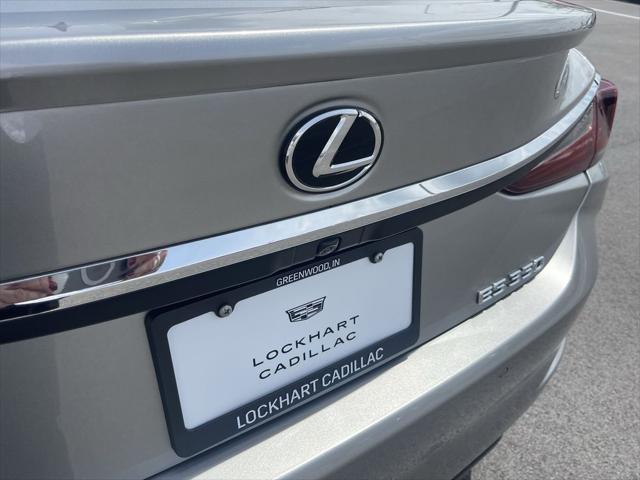 GREENWOOD, IN
LOCKHART
CADILLAC
LOCKHART CADILLAC
ES 350